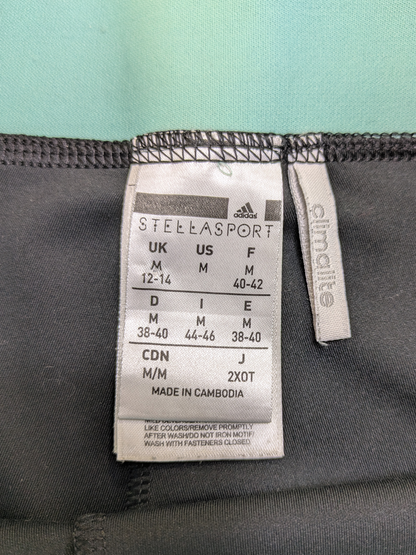 adidas
STELLASPORT
UK US F
M M M
12-14 40-42
D I E
M M M
38-40 44-46 38-40
CDN J
M/M 2XOT
MADE IN CAMBODIA
LIKE COLORS/REMOVE PROMPTLY
AFTER WASH/DO NOT IRON MOTIF/
WASH WITH FASTENERS CLOSED
climalite